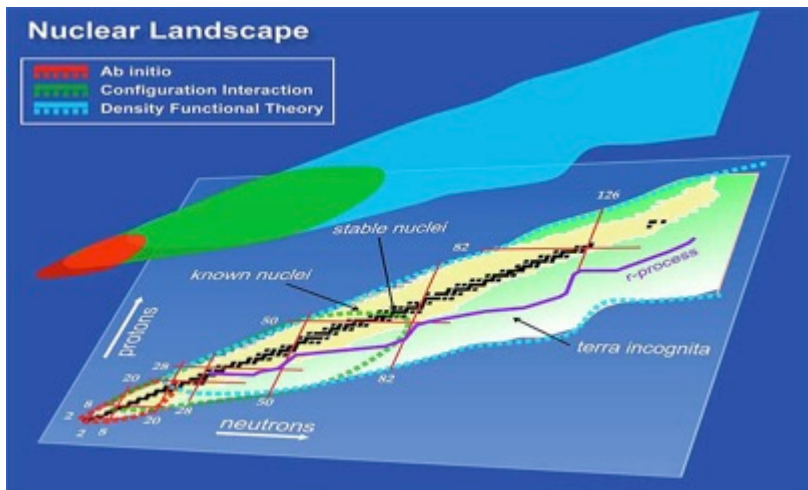 Nuclear Landscape
Ab initio
Configuration Interaction
Density Functional Theory
126
stable nuclei
82
known nuclei
r-process
50
protons
terra incognita
28
20
82
8
2
50
28
20
neutrons
8
2